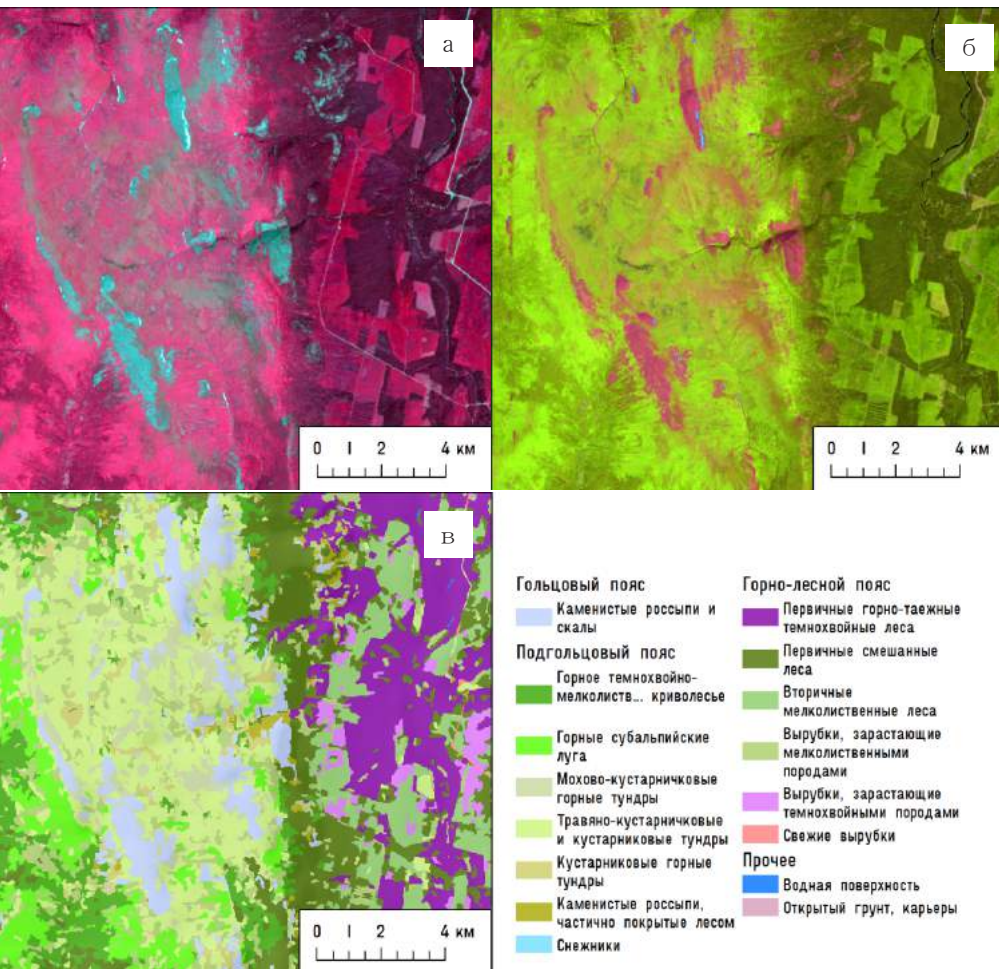 а
б
0 1 2 4 км
0 1 2 4 км
в
0 1 2 4 км
Гольцовый пояс
Каменистые россыпи и
скалы
Подгольцовый пояс
Горное темнохвойно-
мелколиств... криволесье
Горные субальпийские
луга
Мохово-кустарничковые
горные тундры
Травяно-кустарничковые
и кустарниковые тундры
Кустарниковые горные
тундры
Каменистые россыпи,
частично покрытые лесом
Снежники
Горно-лесной пояс
Первичные горно-таежные
темнохвойные леса
Первичные смешанные
леса
Вторичные
мелколиственные леса
Вырубки, зарастающие
мелколиственными
породами
Вырубки, зарастающие
темнохвойными породами
Свежие вырубки
Прочее
Водная поверхность
Открытый грунт, карьеры